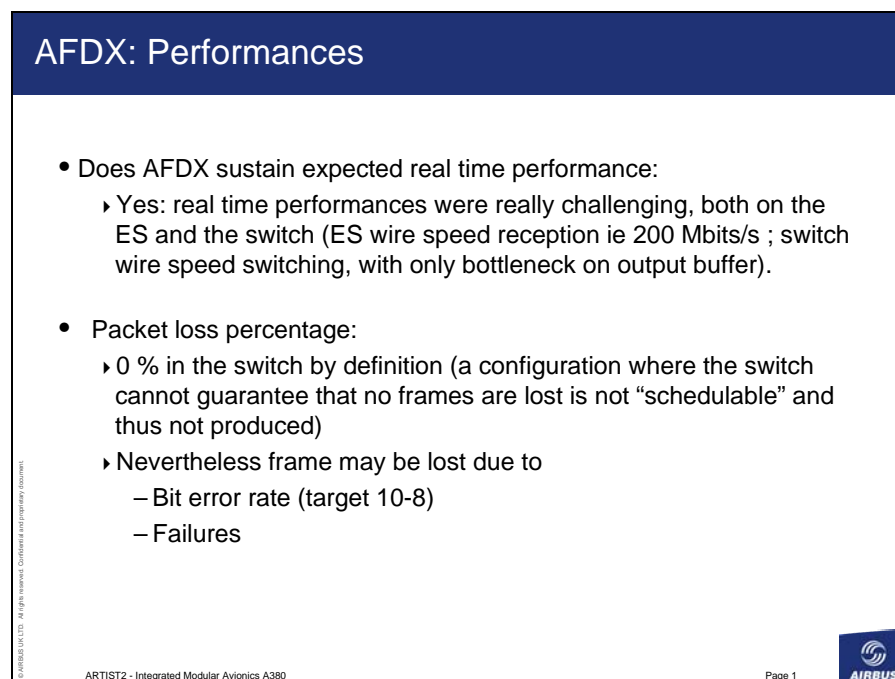 AFDX: Performances
• Does AFDX sustain expected real time performance:
Yes: real time performances were really challenging, both on the
ES and the switch (ES wire speed reception ie 200 Mbits/s ; switch
wire speed switching, with only bottleneck on output buffer).
• Packet loss percentage:
0 % in the switch by definition (a configuration where the switch
cannot guarantee that no frames are lost is not “schedulable” and
thus not produced)
Nevertheless frame may be lost due to
– Bit error rate (target 10-8)
– Failures
© AIRBUS UK LTD. All rights reserved. Confidential and proprietary document.
ARTIST2 - Integrated Modular Avionics A380
Page 1
AIRBUS